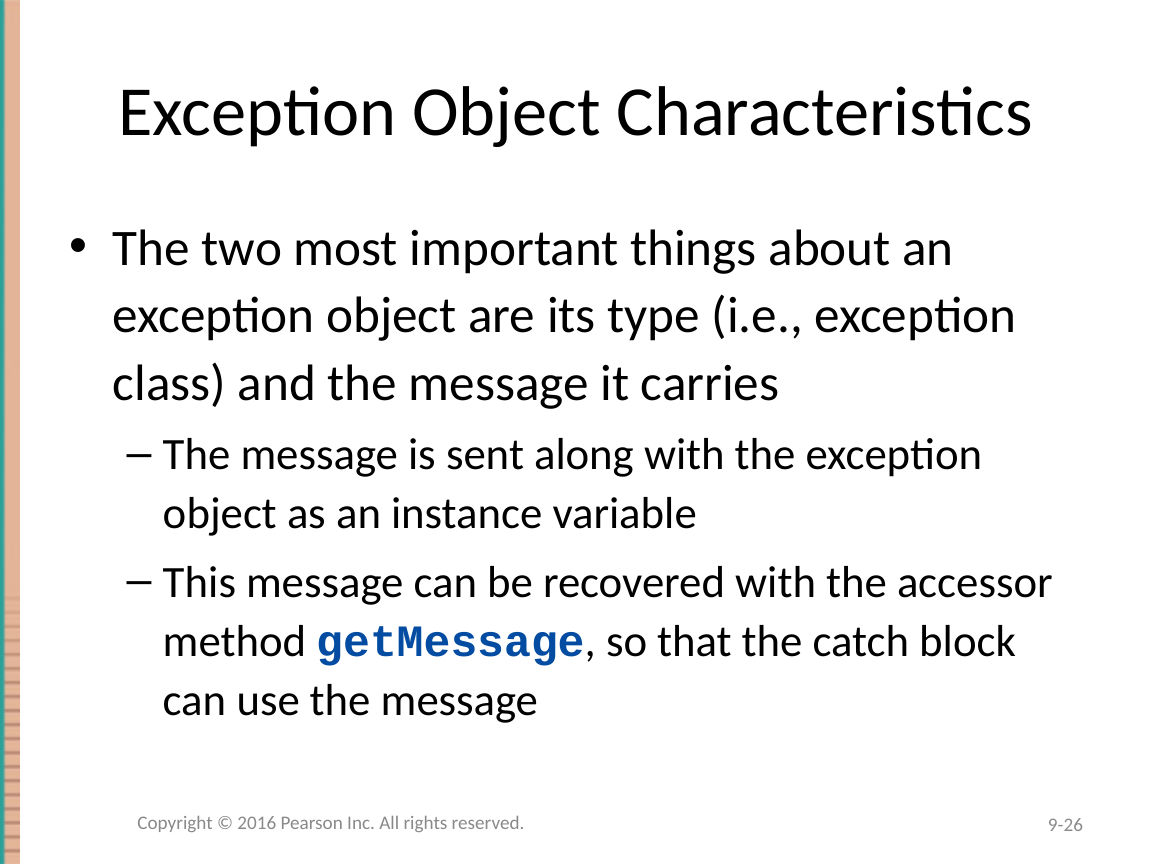 Exception Object Characteristics
• The two most important things about an
exception object are its type (i.e., exception
class) and the message it carries
– The message is sent along with the exception
object as an instance variable
– This message can be recovered with the accessor
method getMessage, so that the catch block
can use the message
Copyright © 2016 Pearson Inc. All rights reserved.
9-26